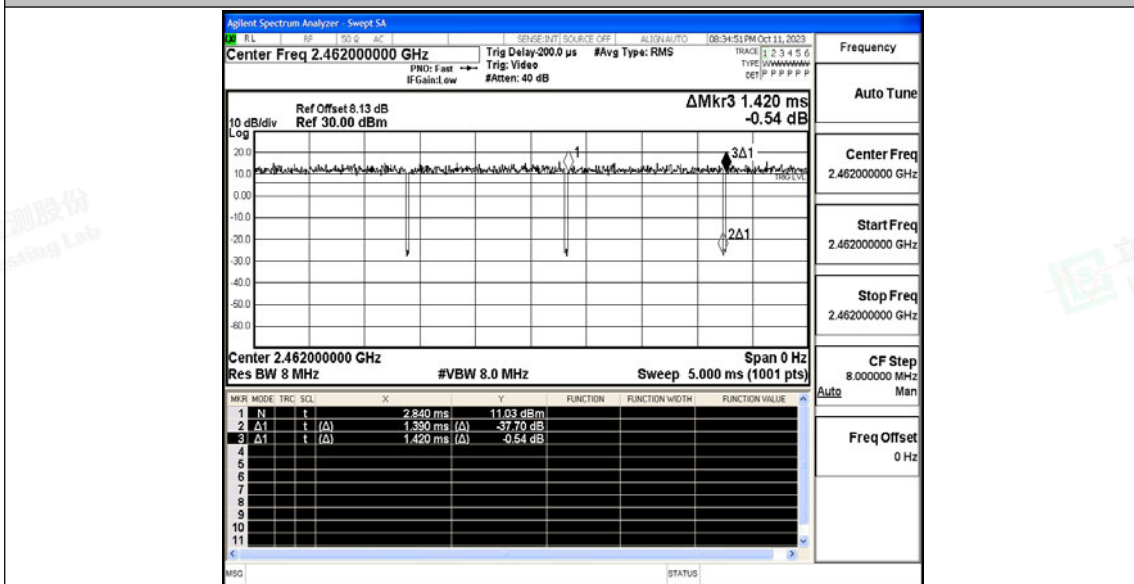 Agilent Spectrum Analyzer - Swept SA
RL RF 50 Ω AC SENSE:INT SOURCE OFF ALIGNAUTO 08:34:51 PM Oct 11, 2023
Center Freq 2.462000000 GHz
PNO: Fast
IFGain:Low
Trig Delay-200.0 µs
Trig: Video
#Atten: 40 dB
#Avg Type: RMS
TRACE 1 2 3 4 5 6
TYPE
DET P P P P P P
Ref Offset 8.13 dB
10 dB/div Ref 30.00 dBm
ΔMkr3 1.420 ms
-0.54 dB
Log
20.0
10.0
0.00
-10.0
-20.0
-30.0
-40.0
-50.0
-60.0
1
3Δ1
TRIG LVL
2Δ1
Center 2.462000000 GHz Span 0 Hz
Res BW 8 MHz #VBW 8.0 MHz Sweep 5.000 ms (1001 pts)
MKR MODE TRC SCL X Y FUNCTION FUNCTION WIDTH FUNCTION VALUE
1 N t 2.840 ms 11.03 dBm
2 Δ1 t (Δ) 1.390 ms (Δ) -37.70 dB
3 Δ1 t (Δ) 1.420 ms (Δ) -0.54 dB
4
5
6
7
8
9
10
11
MSG STATUS
Frequency
Auto Tune
Center Freq
2.462000000 GHz
Start Freq
2.462000000 GHz
Stop Freq
2.462000000 GHz
CF Step
8.000000 MHz
Auto Man
Freq Offset
0 Hz
股份
Lab
立